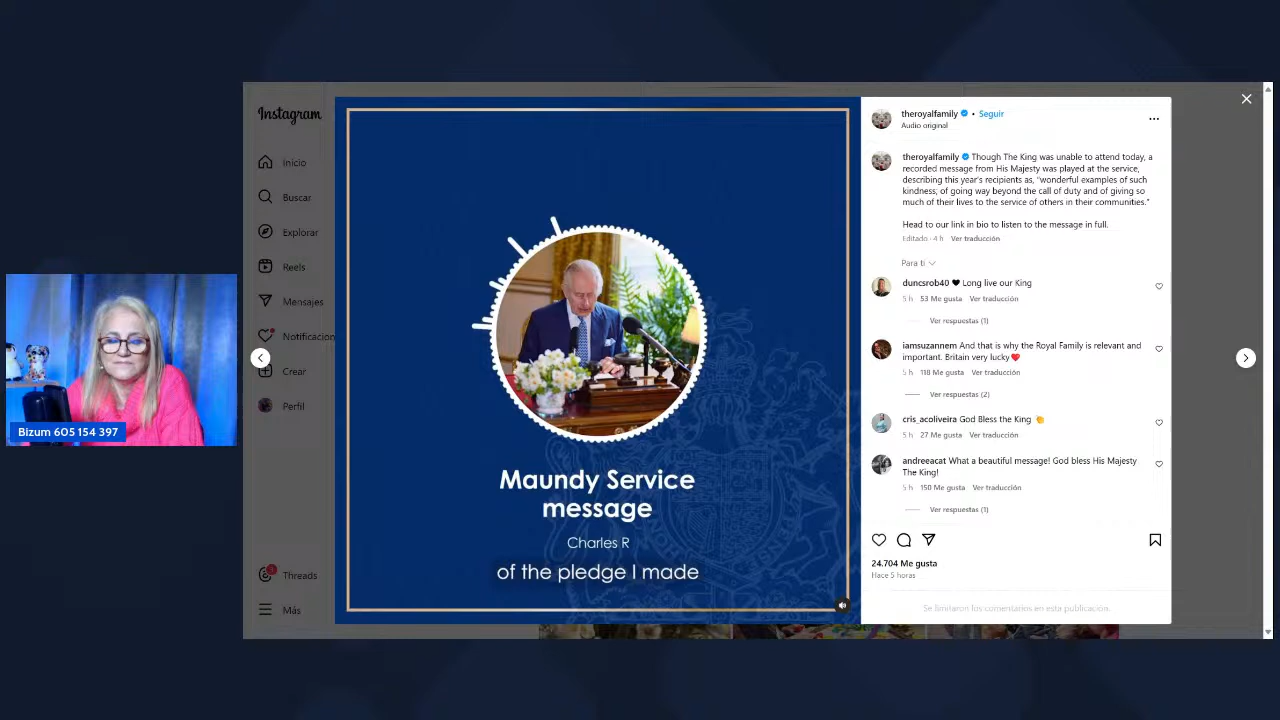 Instagram
Inicio
Buscar
Explorar
Reels
Mensajes
Notificacion
Crear
Perfil
Threads
Más
Bizum 605 154 397
Maundy Service
message
Charles R
of the pledge I made
theroyalfamily • Seguir
Audio original
theroyalfamily Though The King was unable to attend today, a
recorded message from His Majesty was played at the service,
describing this year's recipients as, "wonderful examples of such
kindness; of going way beyond the call of duty and of giving so
much of their lives to the service of others in their communities."
Head to our link in bio to listen to the message in full.
Editado · 4 h Ver traducción
Para ti
duncsrob40 🖤 Long live our King
5 h 53 Me gusta Ver traducción
Ver respuestas (1)
iamsuzannem And that is why the Royal Family is relevant and
important. Britain very lucky❤️
5 h 118 Me gusta Ver traducción
Ver respuestas (2)
cris_acoliveira God Bless the King 👏
5 h 27 Me gusta Ver traducción
andreeacat What a beautiful message! God bless His Majesty
The King!
5 h 150 Me gusta Ver traducción
Ver respuestas (1)
24.704 Me gusta
Hace 5 horas
Se limitaron los comentarios en esta publicación.